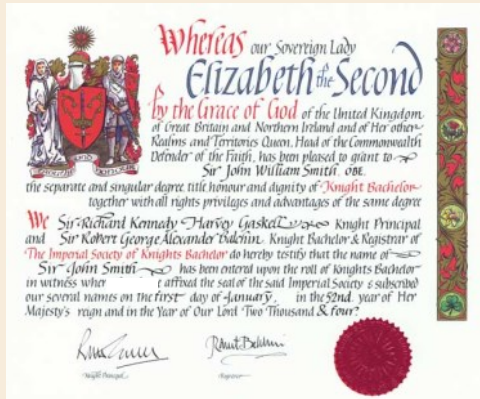 Whereas our Sovereign Lady
Elizabeth the Second
by the Grace of God of the United Kingdom
of Great Britain and Northern Ireland and of Her other
Realms and Territories Queen, Head of the Commonwealth
Defender of the Faith, has been pleased to grant to
Sir John William Smith, OBE,
the separate and singular degree title honour and dignity of Knight Bachelor
together with all rights privileges and advantages of the same degree
We Sir Richard Kennedy Harvey Gaskell Knight Principal
and Sir Robert George Alexander Balchin, Knight Bachelor & Registrar of
The Imperial Society of Knights Bachelor do hereby testify that the name of
Sir John Smith has been entered upon the roll of Knights Bachelor
in witness wher t affixed the seal of the said Imperial Society & subscribed
our several names on the first day of January, in the 52nd, year of Her
Majesty's reign and in the Year of Our Lord Two Thousand & four.
Knight Principal
Registrar